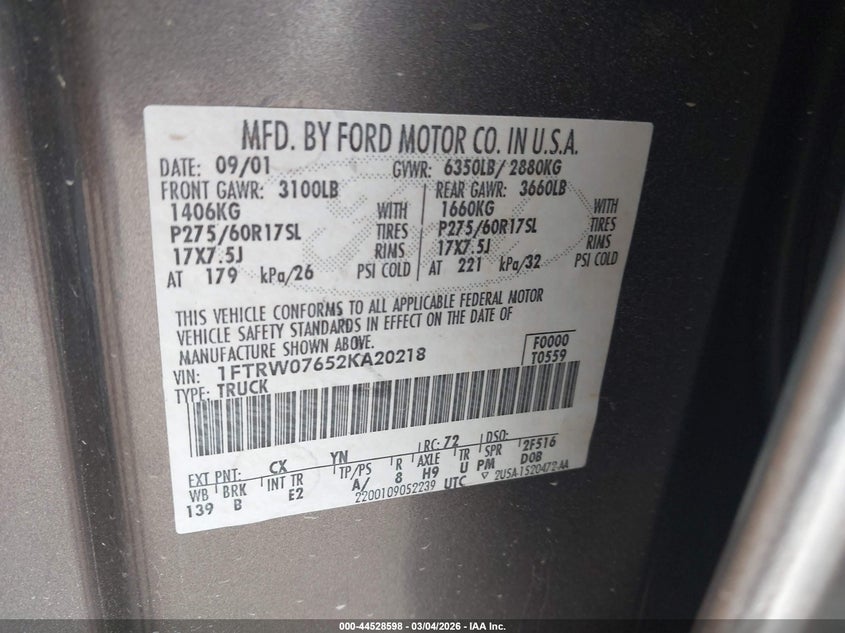 MFD. BY FORD MOTOR CO. IN U.S.A.
DATE: 09/01 GVWR: 6350LB/ 2880KG
FRONT GAWR: 3100LB REAR GAWR: 3660LB
1406KG WITH 1660KG WITH
P275/60R17SL TIRES P275/60R17SL TIRES
17X7.5J RIMS 17X7.5J RIMS
AT 179 kPa/26 PSI COLD AT 221 kPa/32 PSI COLD
THIS VEHICLE CONFORMS TO ALL APPLICABLE FEDERAL MOTOR
VEHICLE SAFETY STANDARDS IN EFFECT ON THE DATE OF
MANUFACTURE SHOWN ABOVE.
VIN: 1FTRW07652KA20218 F0000
TYPE: TRUCK T0559
EXT PNT: CX YN RC: 72 DSO: 2F516
WB BRK INT TR TP/PS R AXLE TR SPR
139 B E2 A/ 8 H9 U PM D0B
2200109052239 UTC ▽ 2U5A-1520472-AA
000-44528598 - 03/04/2026 - IAA Inc.